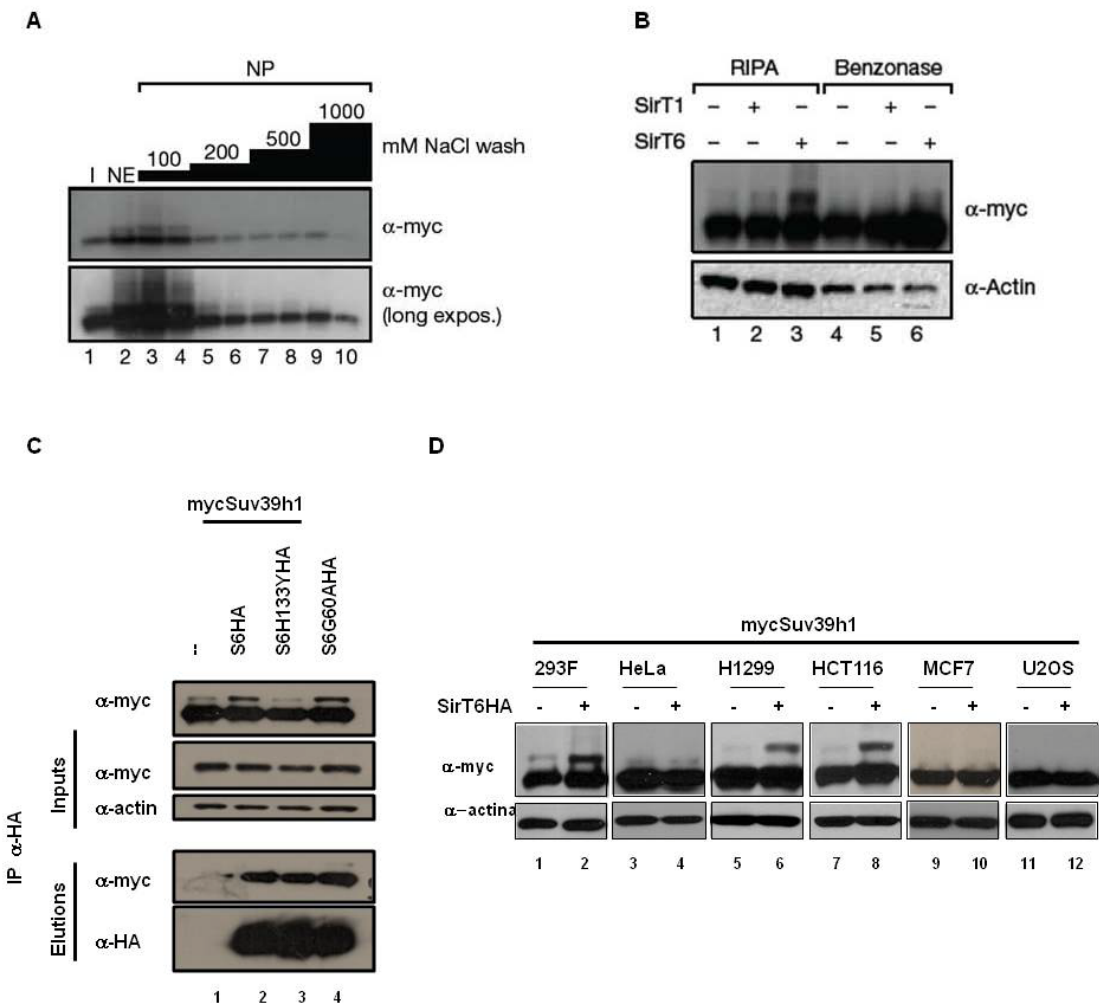 A
NP
1000
500
200
100
mM NaCl wash
I NE
α-myc
α-myc
(long expos.)
1 2 3 4 5 6 7 8 9 10
B
RIPA Benzonase
SirT1 – + – – + –
SirT6 – – + – – +
α-myc
α-Actin
1 2 3 4 5 6
C
mycSuv39h1
--
S6HA
S6H133YHA
S6G60AHA
α-myc
Inputs
α-myc
α-actin
IP α-HA
Elutions
α-myc
α-HA
1 2 3 4
D
mycSuv39h1
293F HeLa H1299 HCT116 MCF7 U2OS
SirT6HA - + - + - + - + - + - +
α-myc
α-actina
1 2 3 4 5 6 7 8 9 10 11 12